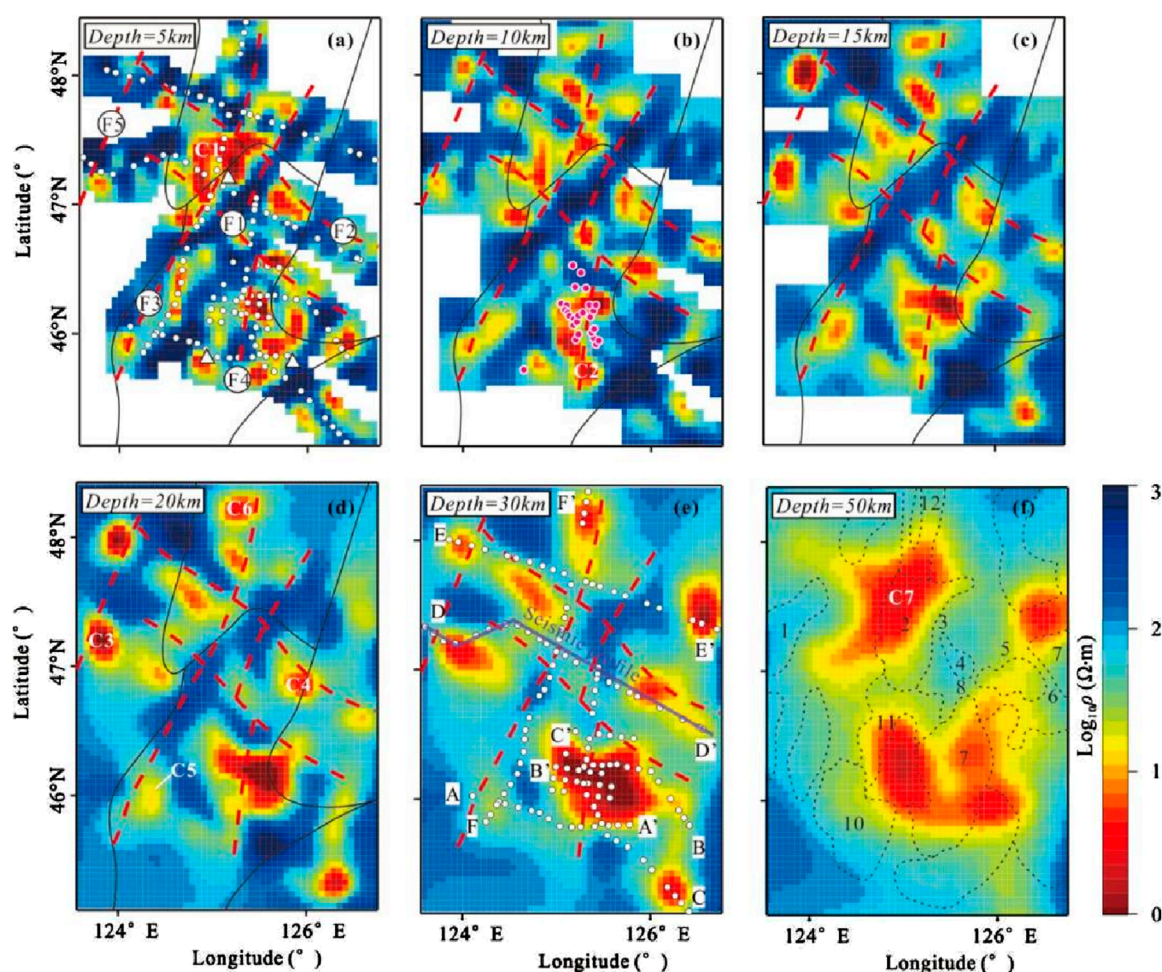 Depth=5km
(a)
48°N
47°N
46°N
Latitude(°)
F5
C1
F1
F2
F3
F4
Depth=10km
(b)
C2
Depth=15km
(c)
Depth=20km
(d)
48°N
47°N
46°N
Latitude(°)
C6
C3
C4
C5
124° E
126° E
Longitude(°)
Depth=30km
(e)
F'
E
D
Seismic Profile
E'
D'
C'
B'
A
F
A'
B
C
124° E
126° E
Longitude(°)
Depth=50km
(f)
12
C7
1
2
3
4
5
7
8
6
11
7
10
124° E
126° E
Longitude(°)
3
2
1
0
Log10ρ (Ω·m)